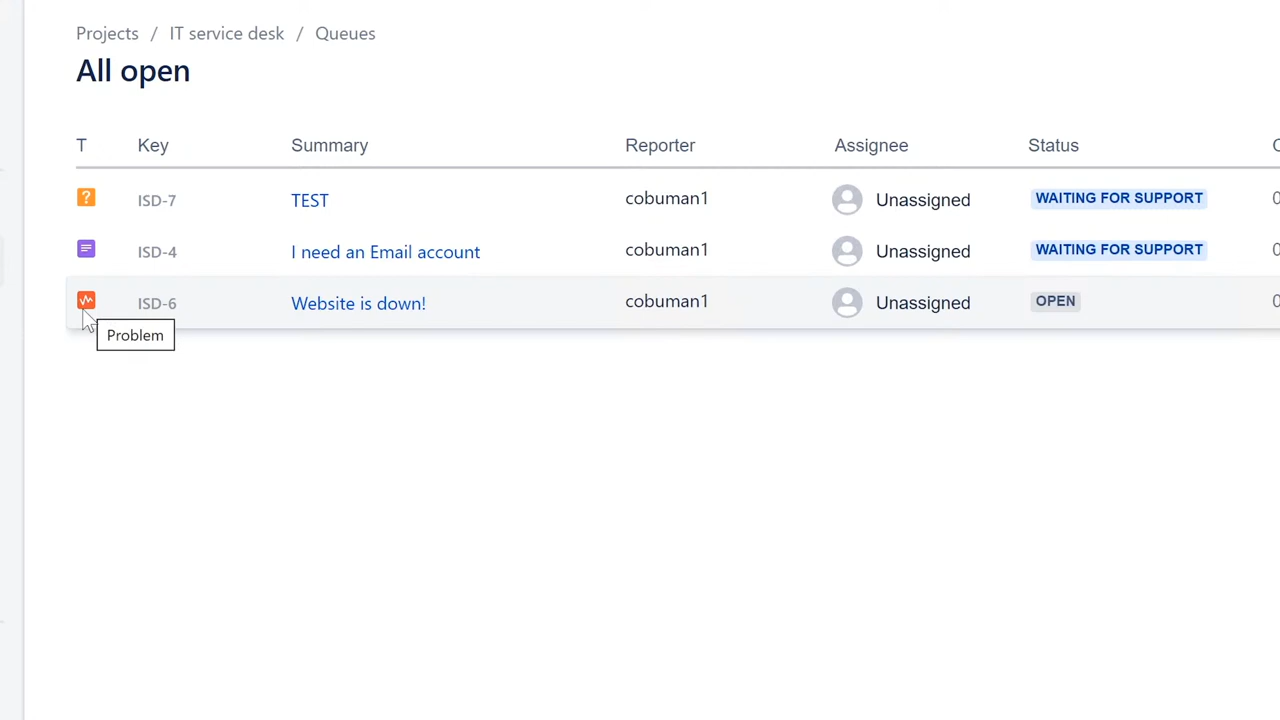 Projects / IT service desk / Queues
All open
T Key Summary Reporter Assignee Status
? ISD-7 TEST cobuman1 Unassigned WAITING FOR SUPPORT
ISD-4 I need an Email account cobuman1 Unassigned WAITING FOR SUPPORT
ISD-6 Website is down! cobuman1 Unassigned OPEN
Problem